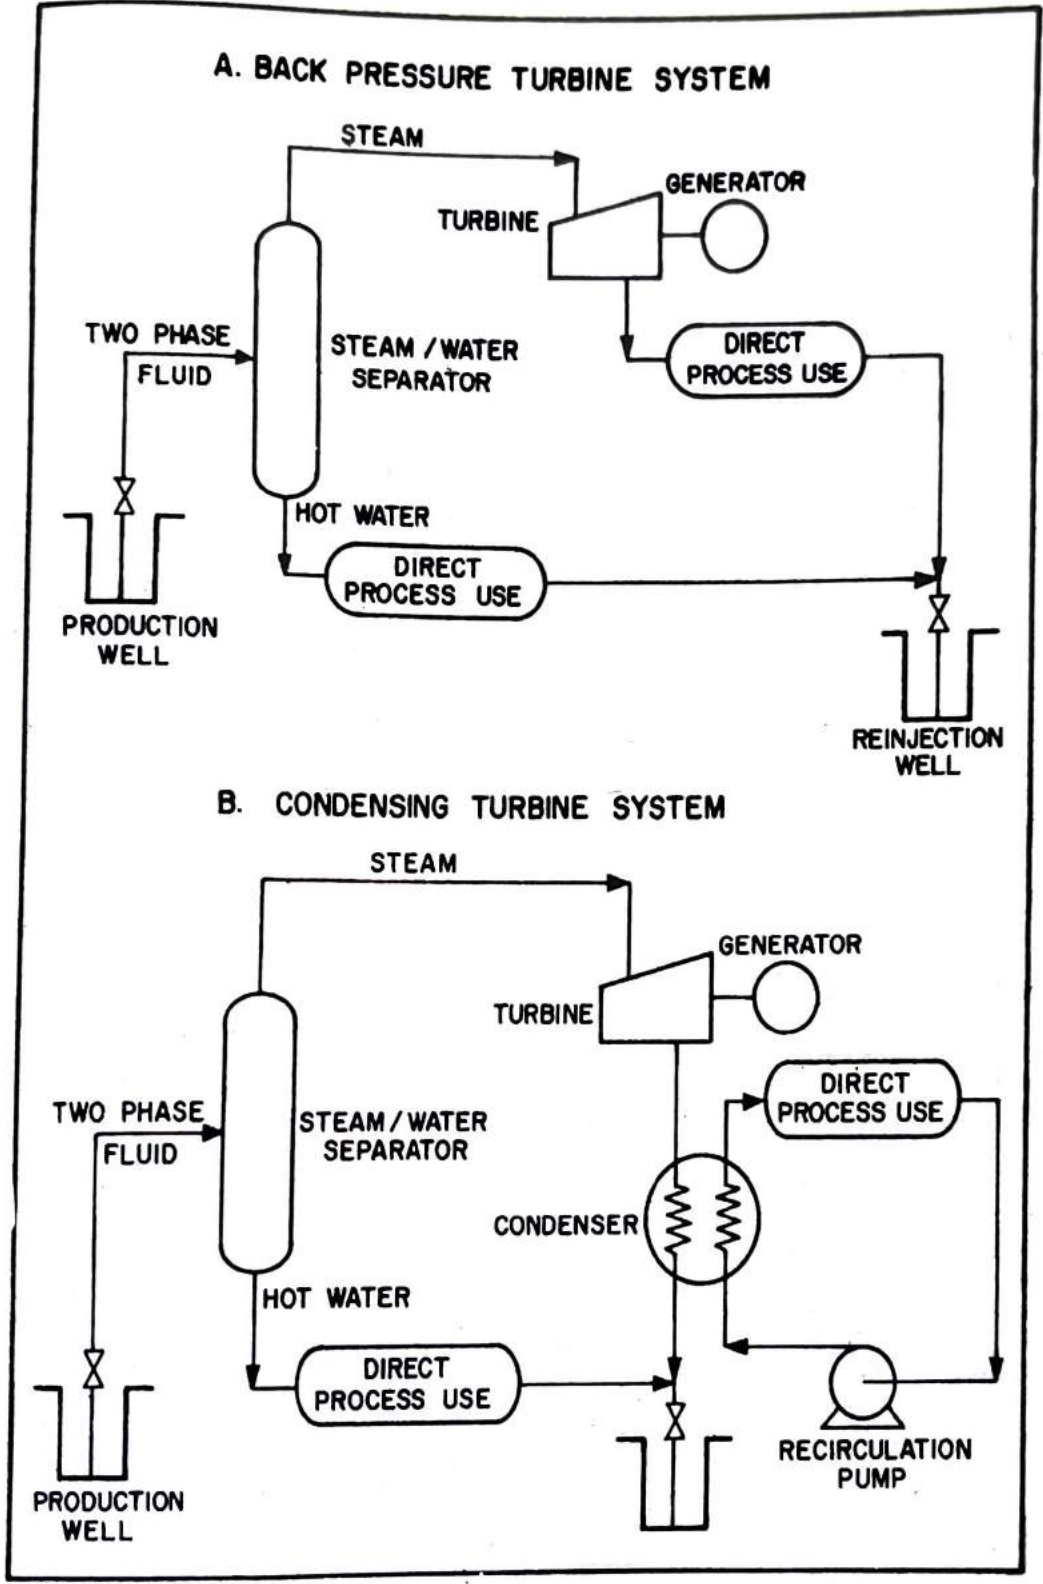 A. BACK PRESSURE TURBINE SYSTEM
STEAM
GENERATOR
TURBINE
TWO PHASE
FLUID
STEAM / WATER
SEPARATOR
DIRECT
PROCESS USE
HOT WATER
DIRECT
PROCESS USE
PRODUCTION
WELL
REINJECTION
WELL
B. CONDENSING TURBINE SYSTEM
STEAM
GENERATOR
TURBINE
DIRECT
PROCESS USE
TWO PHASE
FLUID
STEAM / WATER
SEPARATOR
CONDENSER
HOT WATER
DIRECT
PROCESS USE
RECIRCULATION
PUMP
PRODUCTION
WELL